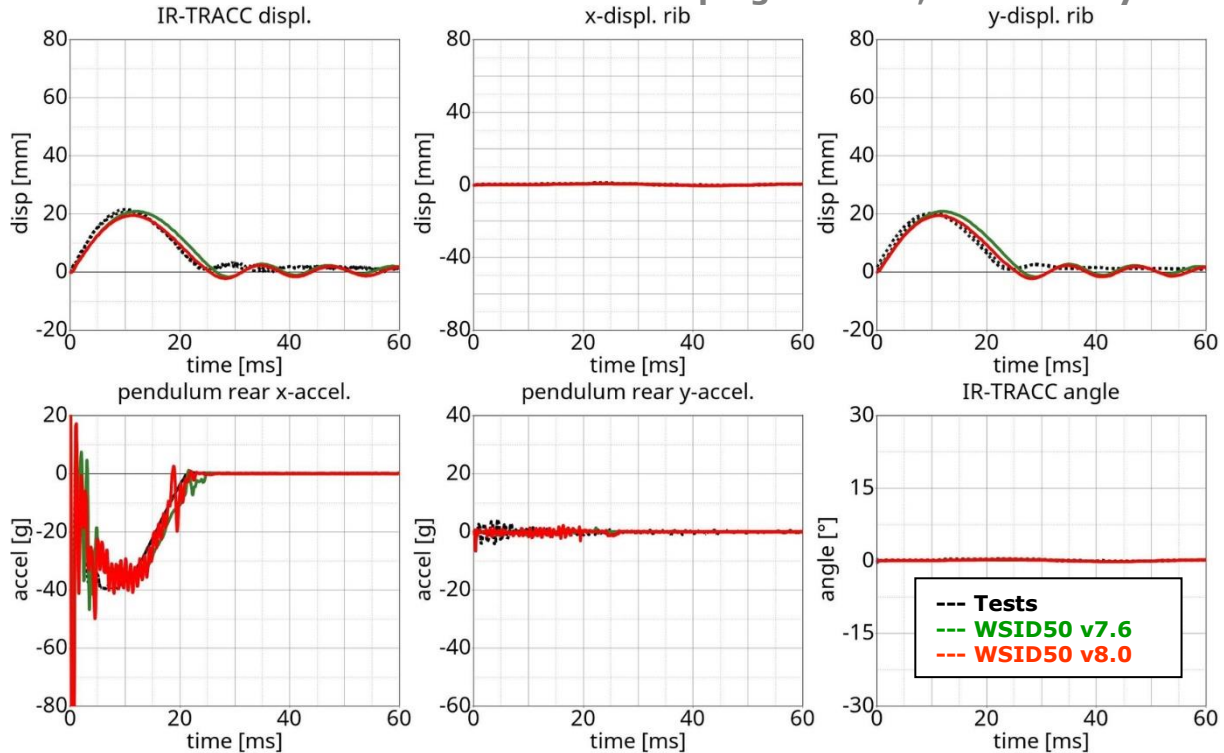 IR-TRACC displ. x-displ. rib y-displ. rib
80 80 80
60 40 60
40 0 40
20 -40 20
0 -80 0
-20 -20
disp [mm] disp [mm] disp [mm]
0 20 40 60 0 20 40 60 0 20 40 60
time [ms] time [ms] time [ms]
pendulum rear x-accel. pendulum rear y-accel. IR-TRACC angle
20 40 30
0 20 15
-20 0 0
-40 -20 -15
-60 -40 -30
-80 -60
accel [g] accel [g] angle [°]
--- Tests
--- WSID50 v7.6
--- WSID50 v8.0
0 20 40 60 0 20 40 60 0 20 40 60
time [ms] time [ms] time [ms]